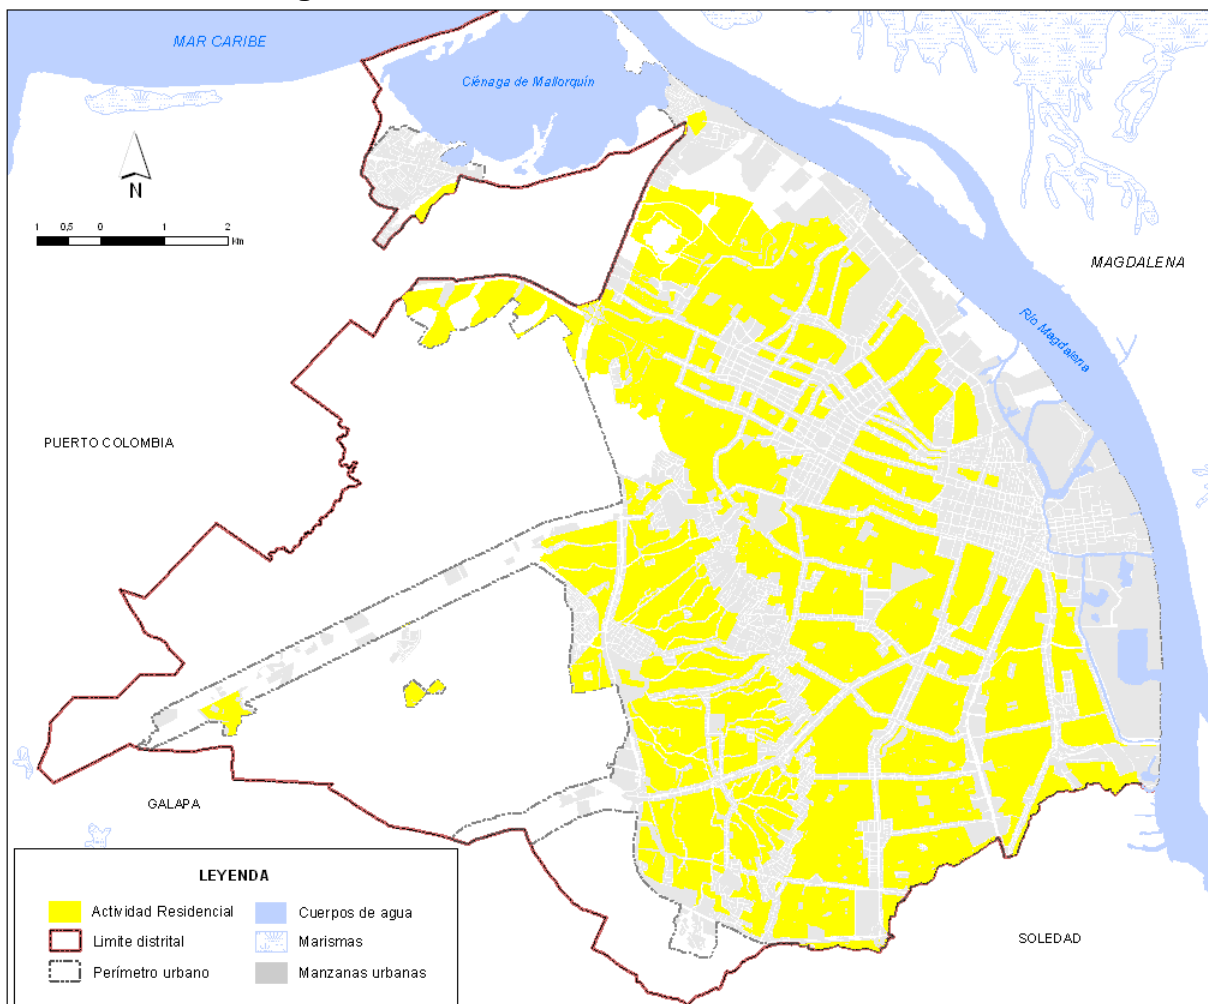 MAR CARIBE
Ciénaga de Mallorquín
N
1 0,5 0 1 2
km
MAGDALENA
Río Magdalena
PUERTO COLOMBIA
GALAPA
SOLEDAD
LEYENDA
Actividad Residencial
Cuerpos de agua
Limite distrital
Marismas
Perímetro urbano
Manzanas urbanas